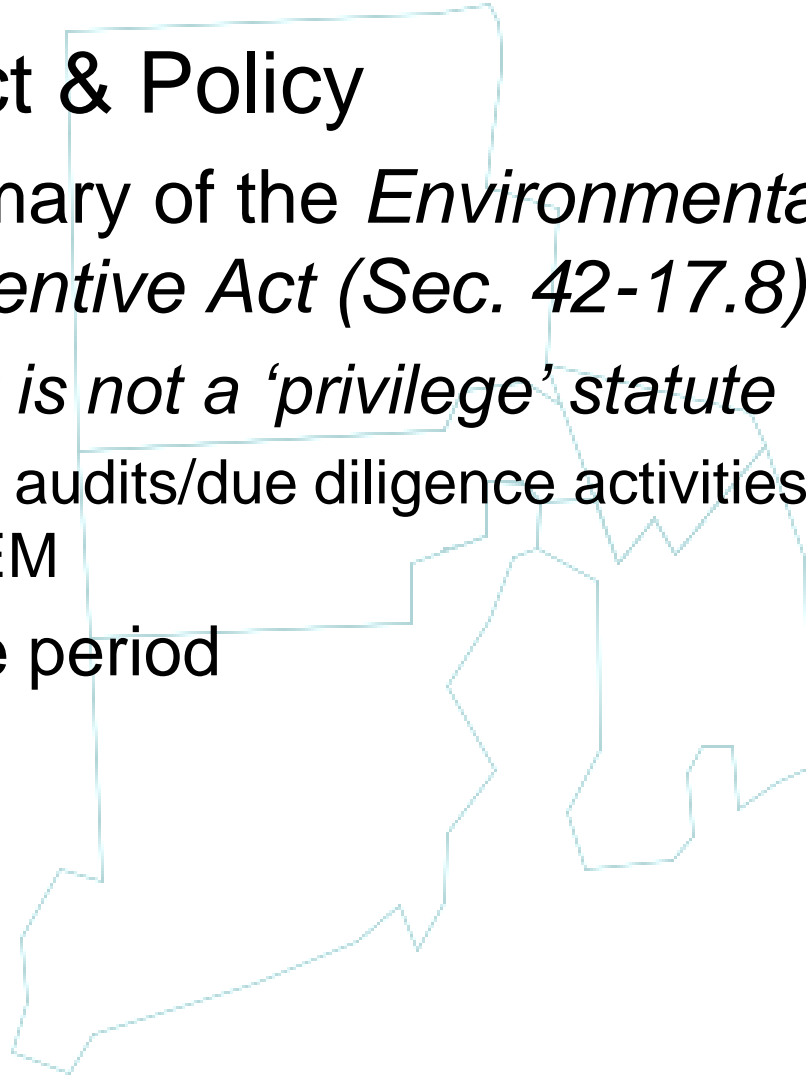 ct & Policy
mary of the Environmenta
entive Act (Sec. 42-17.8)
is not a ‘privilege’ statute
audits/due diligence activities
EM
e period